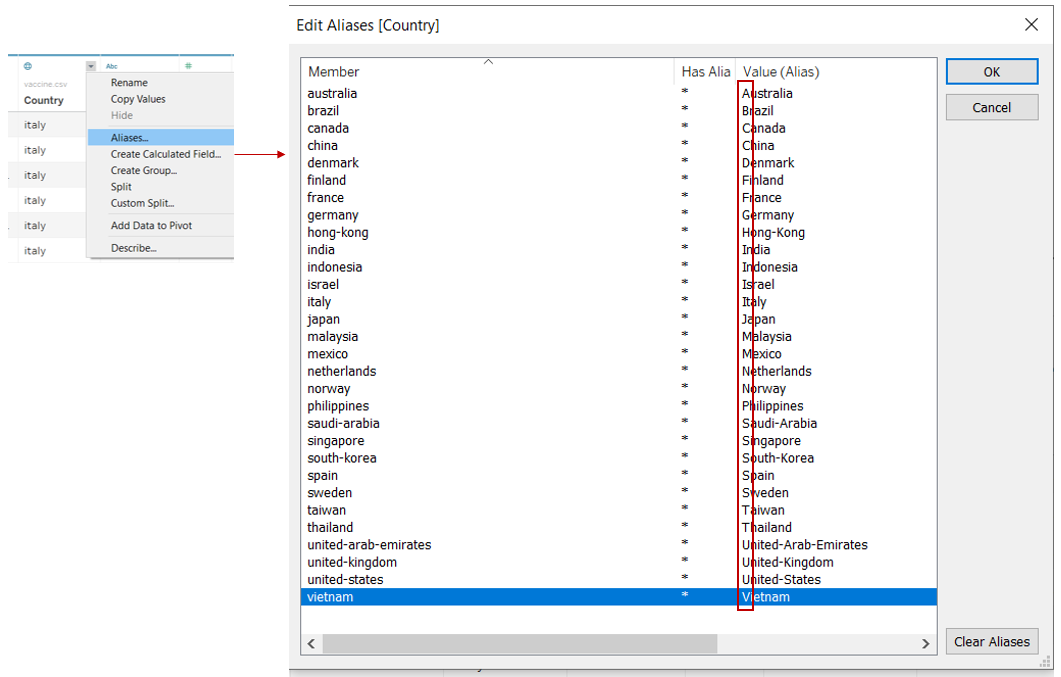 Abc
#
vaccine.csv
Country
italy
italy
italy
italy
italy
italy
Rename
Copy Values
Hide
Aliases...
Create Calculated Field...
Create Group...
Split
Custom Split...
Add Data to Pivot
Describe...
Edit Aliases [Country]
Member Has Alia Value (Alias)
australia * Australia
brazil * Brazil
canada * Canada
china * China
denmark * Denmark
finland * Finland
france * France
germany * Germany
hong-kong * Hong-Kong
india * India
indonesia * Indonesia
israel * Israel
italy * Italy
japan * Japan
malaysia * Malaysia
mexico * Mexico
netherlands * Netherlands
norway * Norway
philippines * Philippines
saudi-arabia * Saudi-Arabia
singapore * Singapore
south-korea * South-Korea
spain * Spain
sweden * Sweden
taiwan * Taiwan
thailand * Thailand
united-arab-emirates * United-Arab-Emirates
united-kingdom * United-Kingdom
united-states * United-States
vietnam * Vietnam
OK
Cancel
Clear Aliases